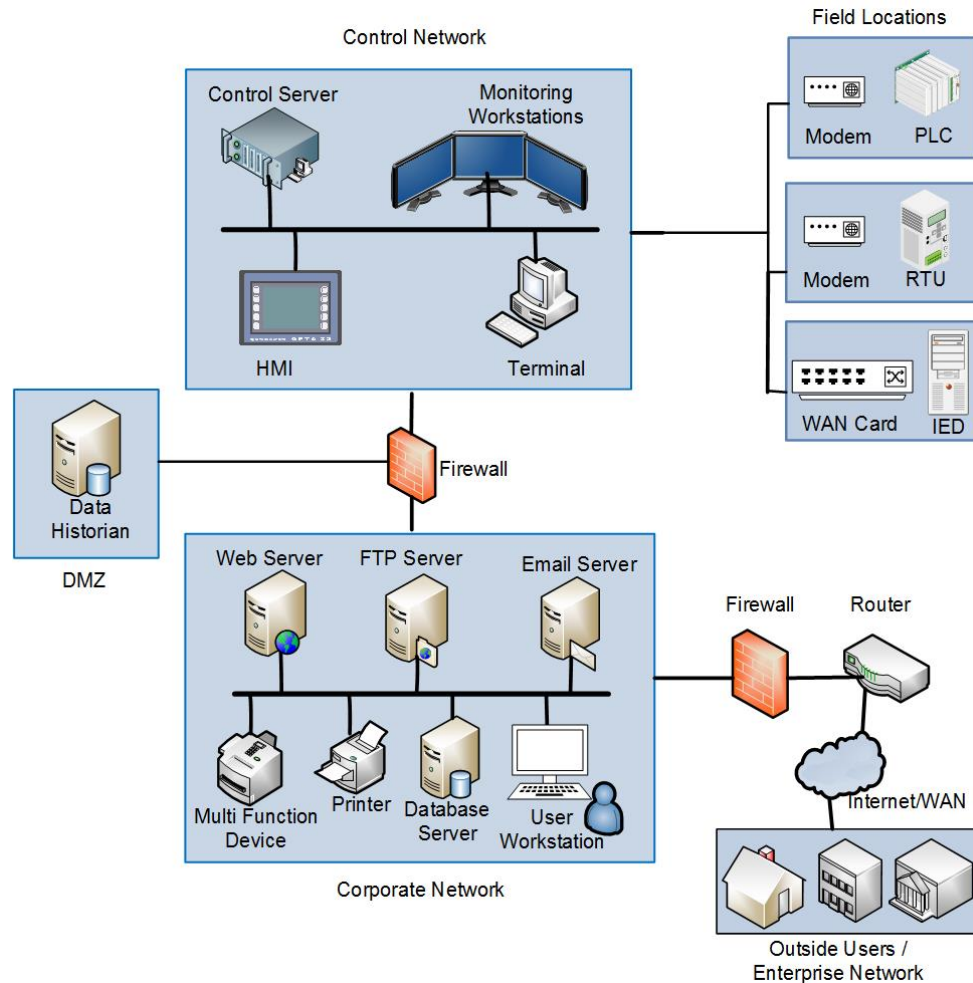 Field Locations
Control Network
Control Server
Monitoring
Workstations
Modem
PLC
HMI
Terminal
Modem
RTU
WAN Card
IED
Data
Historian
DMZ
Firewall
Web Server
FTP Server
Email Server
Firewall
Router
Multi Function
Device
Printer
Database
Server
User
Workstation
Internet/WAN
Corporate Network
Outside Users /
Enterprise Network